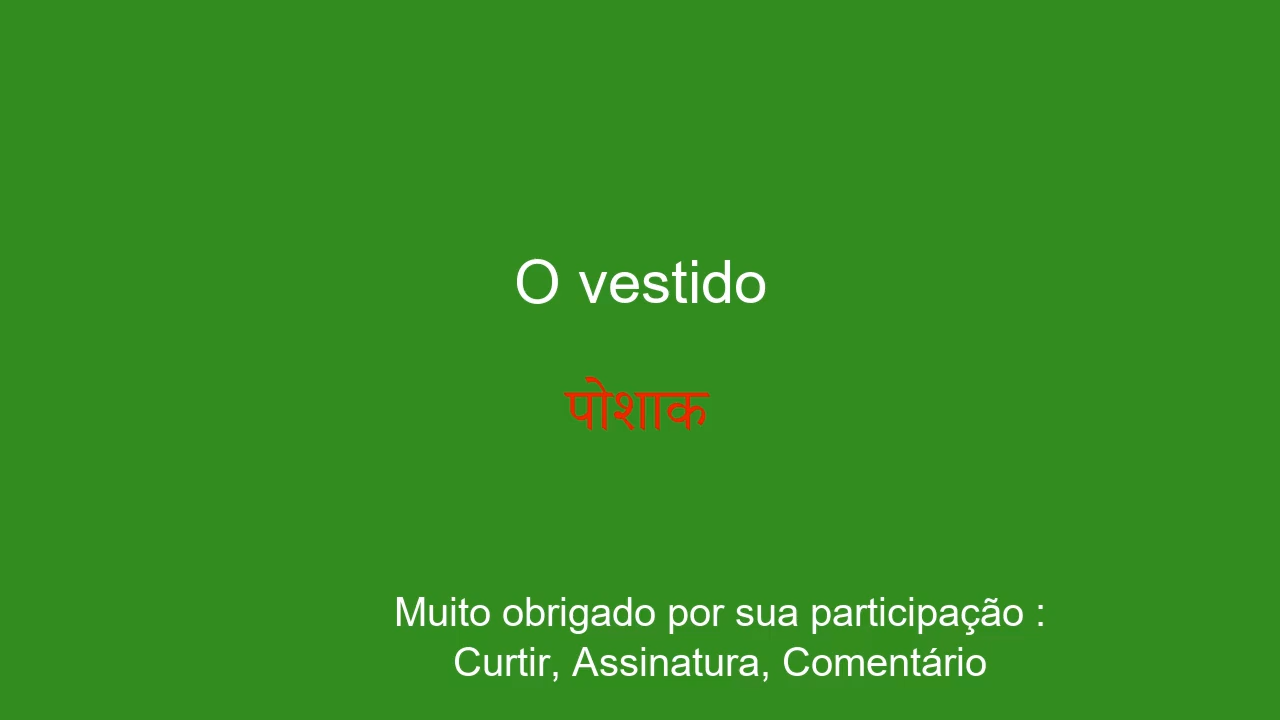 O vestido
पोशाक
Muito obrigado por sua participação :
Curtir, Assinatura, Comentário